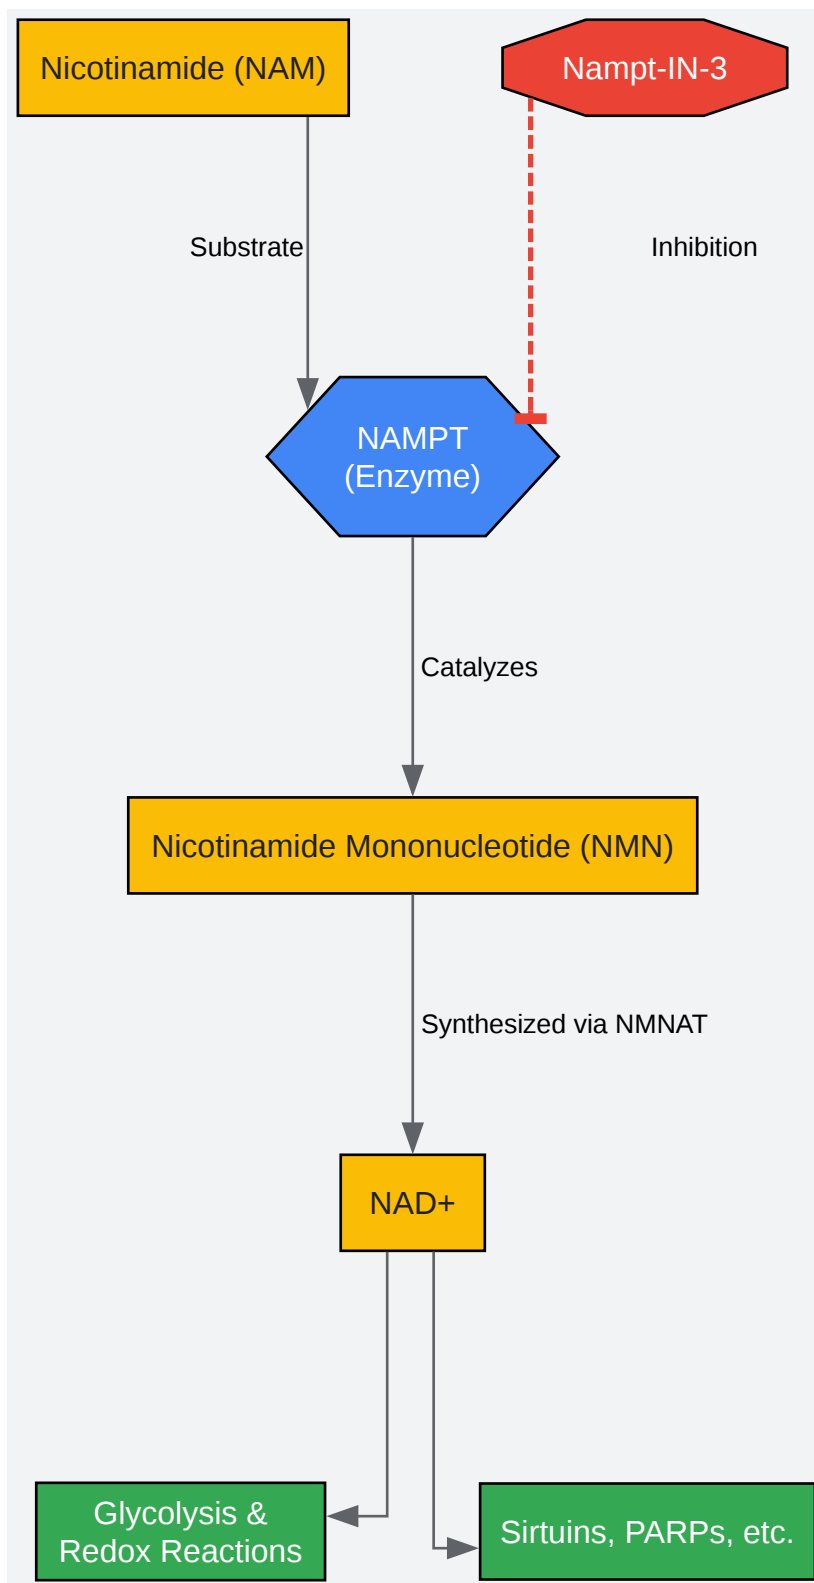 Nicotinamide (NAM)
Nampt-IN-3
Substrate
Inhibition
NAMPT
(Enzyme)
Catalyzes
Nicotinamide Mononucleotide (NMN)
Synthesized via NMNAT
NAD+
Glycolysis &
Redox Reactions
Sirtuins, PARPs, etc.